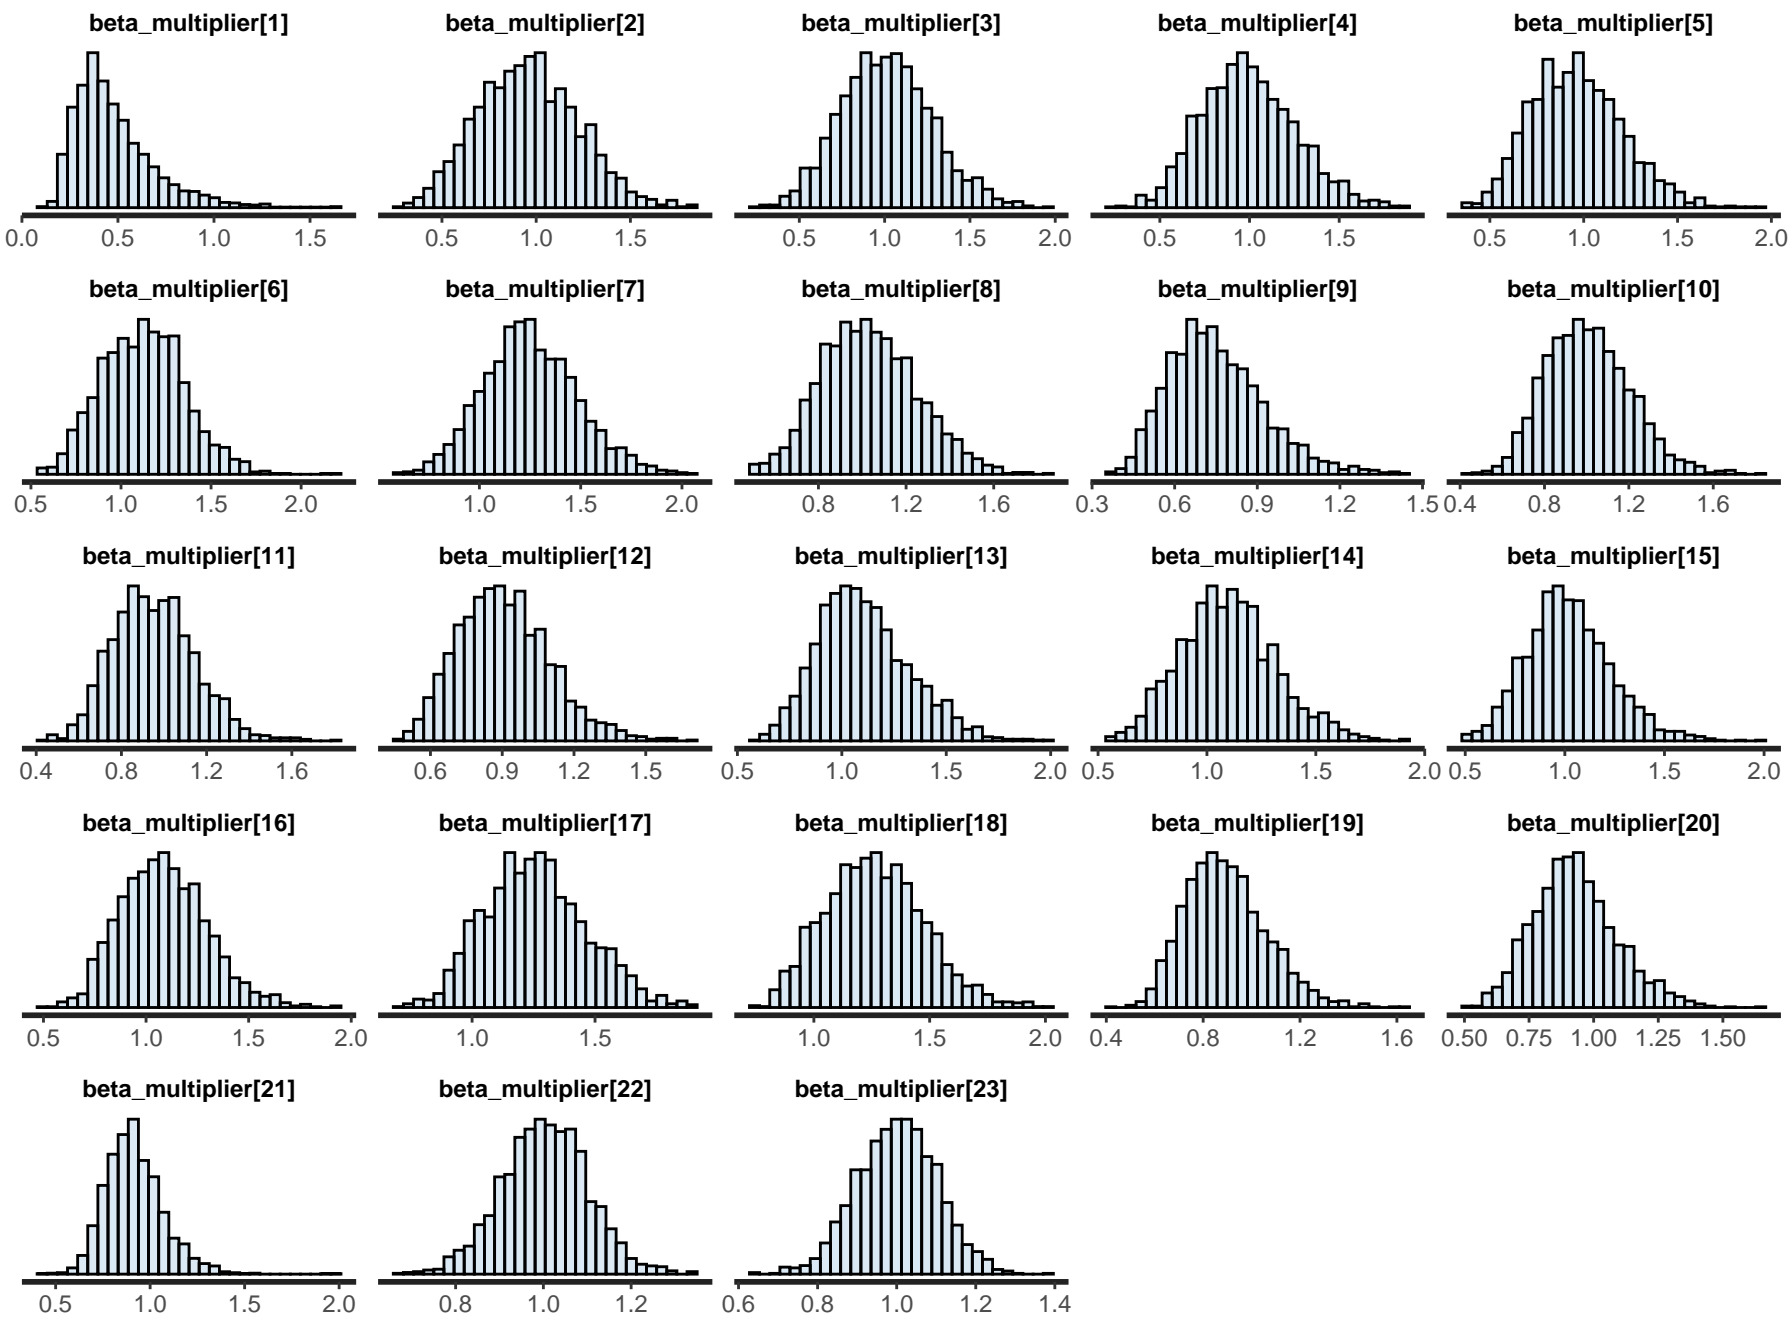 beta_multiplier[1] beta_multiplier[2] beta_multiplier[3] beta_multiplier[4] beta_multiplier[5]
0.0 0.5 1.0 1.5 0.5 1.0 1.5 0.5 1.0 1.5 2.0 0.5 1.0 1.5 0.5 1.0 1.5 2.0
beta_multiplier[6] beta_multiplier[7] beta_multiplier[8] beta_multiplier[9] beta_multiplier[10]
0.5 1.0 1.5 2.0 1.0 1.5 2.0 0.8 1.2 1.6 0.3 0.6 0.9 1.2 1.5 0.4 0.8 1.2 1.6
beta_multiplier[11] beta_multiplier[12] beta_multiplier[13] beta_multiplier[14] beta_multiplier[15]
0.4 0.8 1.2 1.6 0.6 0.9 1.2 1.5 0.5 1.0 1.5 2.0 0.5 1.0 1.5 2.0 0.5 1.0 1.5 2.0
beta_multiplier[16] beta_multiplier[17] beta_multiplier[18] beta_multiplier[19] beta_multiplier[20]
0.5 1.0 1.5 2.0 1.0 1.5 1.0 1.5 2.0 0.4 0.8 1.2 1.6 0.50 0.75 1.00 1.25 1.50
beta_multiplier[21] beta_multiplier[22] beta_multiplier[23]
0.5 1.0 1.5 2.0 0.8 1.0 1.2 0.6 0.8 1.0 1.2 1.4